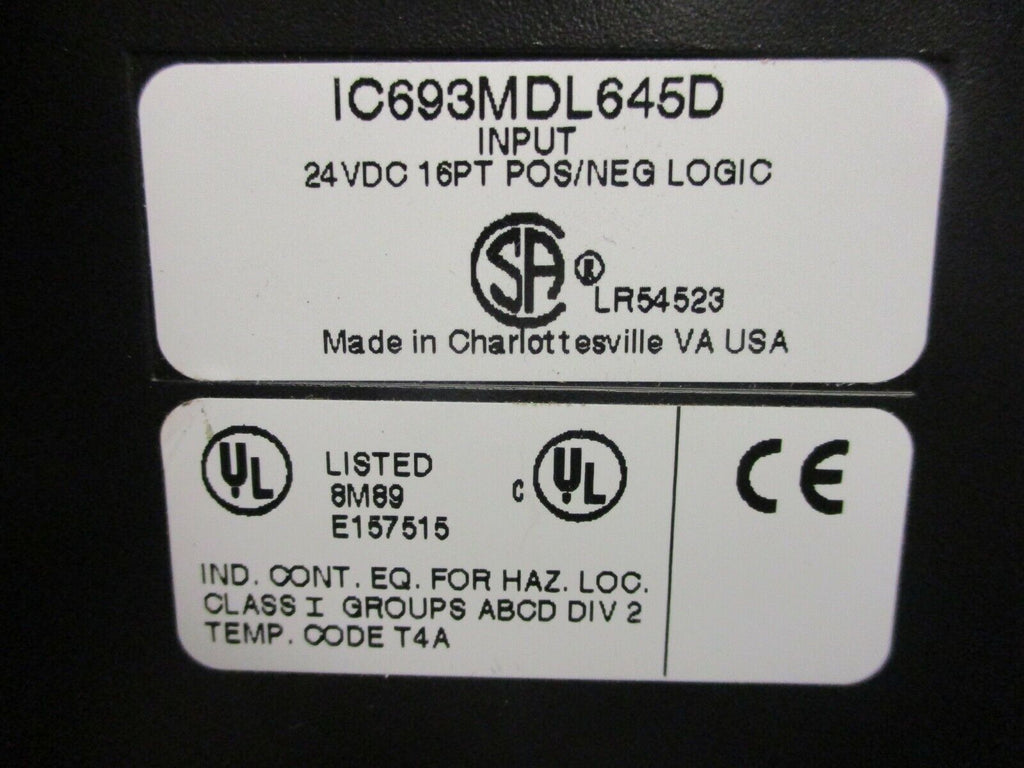 IC693MDL645D
INPUT
24VDC 16PT POS/NEG LOGIC
SA ®
LR54523
Made in Charlottesville VA USA
UL LISTED c UL CE
8M89
E157515
IND. CONT. EQ. FOR HAZ. LOC.
CLASS I GROUPS ABCD DIV 2
TEMP. CODE T4A